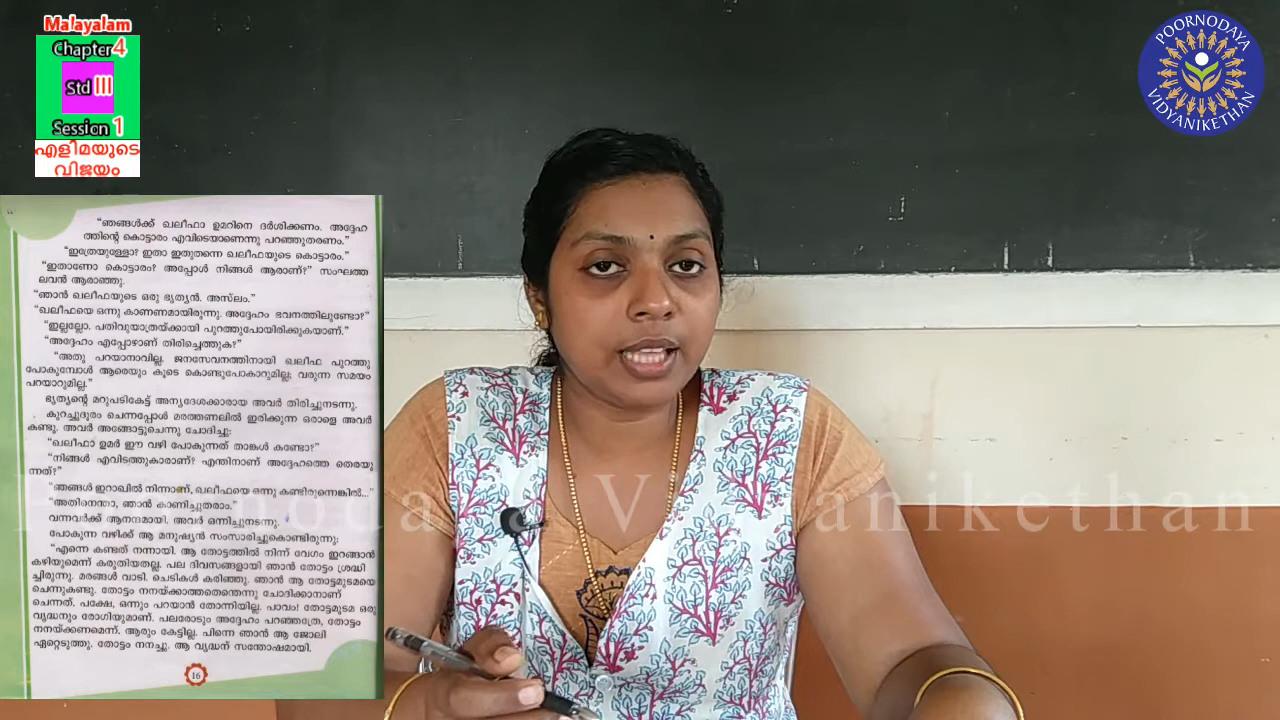 Malayalam
Chapter4
Std III
Session 1
എളിമയുടെ
വിജയം
POORNODAYA
VIDYANIKETHAN
“ഞങ്ങൾക്ക് ഖലീഫാ ഉമറിനെ ദർശിക്കണം. അദ്ദേഹ
ത്തിന്റെ കൊട്ടാരം എവിടെയാണെന്നു പറഞ്ഞുതരണം.”
“ഇത്രേയുള്ളോ? ഇതാ ഇതുതന്നെ ഖലീഫയുടെ കൊട്ടാരം.”
“ഇതാണോ കൊട്ടാരം? അപ്പോൾ നിങ്ങൾ ആരാണ്?” സംഘത്ത
ലവൻ ആരാഞ്ഞു.
“ഞാൻ ഖലീഫയുടെ ഒരു ഭൃത്യൻ. അസ്‌ലം.”
“ഖലീഫയെ ഒന്നു കാണണമായിരുന്നു. അദ്ദേഹം ഭവനത്തിലുണ്ടോ?”
“ഇല്ലല്ലോ. പതിവുയാത്രയ്ക്കായി പുറത്തുപോയിരിക്കുകയാണ്.”
“അദ്ദേഹം എപ്പോഴാണ് തിരിച്ചെത്തുക?”
“അതു പറയാനാവില്ല. ജനസേവനത്തിനായി ഖലീഫ പുറത്തു
പോകുമ്പോൾ ആരെയും കൂടെ കൊണ്ടുപോകാറുമില്ല; വരുന്ന സമയം
പറയാറുമില്ല.”
ഭൃത്യന്റെ മറുപടികേട്ട് അന്യദേശക്കാരായ അവർ തിരിച്ചുനടന്നു.
കുറച്ചുദൂരം ചെന്നപ്പോൾ മരത്തണലിൽ ഇരിക്കുന്ന ഒരാളെ അവർ
കണ്ടു. അവർ അങ്ങോട്ടുചെന്നു ചോദിച്ചു:
“ഖലീഫാ ഉമർ ഈ വഴി പോകുന്നത് താങ്കൾ കണ്ടോ?”
“നിങ്ങൾ എവിടത്തുകാരാണ്? എന്തിനാണ് അദ്ദേഹത്തെ തെരയു
ന്നത്?”
“ഞങ്ങൾ ഇറാഖിൽ നിന്നാണ്, ഖലീഫയെ ഒന്നു കണ്ടിരുന്നെങ്കിൽ...”
“അതിനെന്താ, ഞാൻ കാണിച്ചുതരാം.”
വന്നവർക്ക് ആനന്ദമായി. അവർ ഒന്നിച്ചുനടന്നു.
പോകുന്ന വഴിക്ക് ആ മനുഷ്യൻ സംസാരിച്ചുകൊണ്ടിരുന്നു:
“എന്നെ കണ്ടത് നന്നായി. ആ തോട്ടത്തിൽ നിന്ന് വേഗം ഇറങ്ങാൻ
കഴിയുമെന്ന് കരുതിയതല്ല. പല ദിവസങ്ങളായി ഞാൻ തോട്ടം ശ്രദ്ധി
ച്ചിരുന്നു. മരങ്ങൾ വാടി. ചെടികൾ കരിഞ്ഞു. ഞാൻ ആ തോട്ടമുടമയെ
ചെന്നുകണ്ടു. തോട്ടം നനയ്ക്കാത്തതെന്തെന്നു ചോദിക്കാനാണ്
ചെന്നത്. പക്ഷേ, ഒന്നും പറയാൻ തോന്നിയില്ല. പാവം! തോട്ടമുടമ ഒരു
വൃദ്ധനും രോഗിയുമാണ്. പലരോടും അദ്ദേഹം പറഞ്ഞത്രേ, തോട്ടം
നനയ്ക്കണമെന്ന്. ആരും കേട്ടില്ല. പിന്നെ ഞാൻ ആ ജോലി
ഏറ്റെടുത്തു. തോട്ടം നനച്ചു. ആ വൃദ്ധന് സന്തോഷമായി.
16
Poornodaya Vidyanikethan